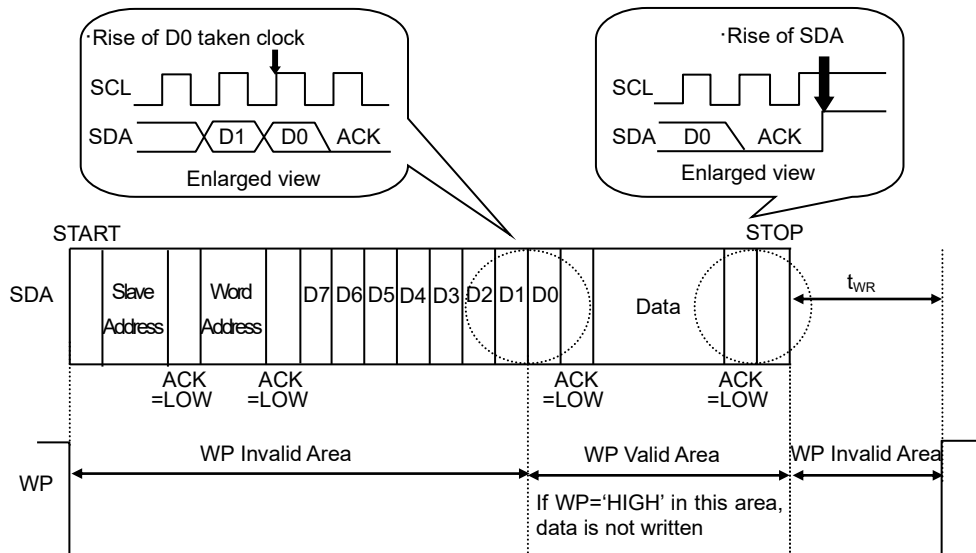 ·Rise of D0 taken clock
SCL
SDA
D1
D0
ACK
Enlarged view
·Rise of SDA
SCL
SDA
D0
ACK
Enlarged view
START
STOP
SDA
Slave
Address
Word
Address
D7
D6
D5
D4
D3
D2
D1
D0
Data
tWR
ACK
=LOW
ACK
=LOW
ACK
=LOW
ACK
=LOW
WP
WP Invalid Area
WP Valid Area
WP Invalid Area
If WP=‘HIGH’ in this area,
data is not written